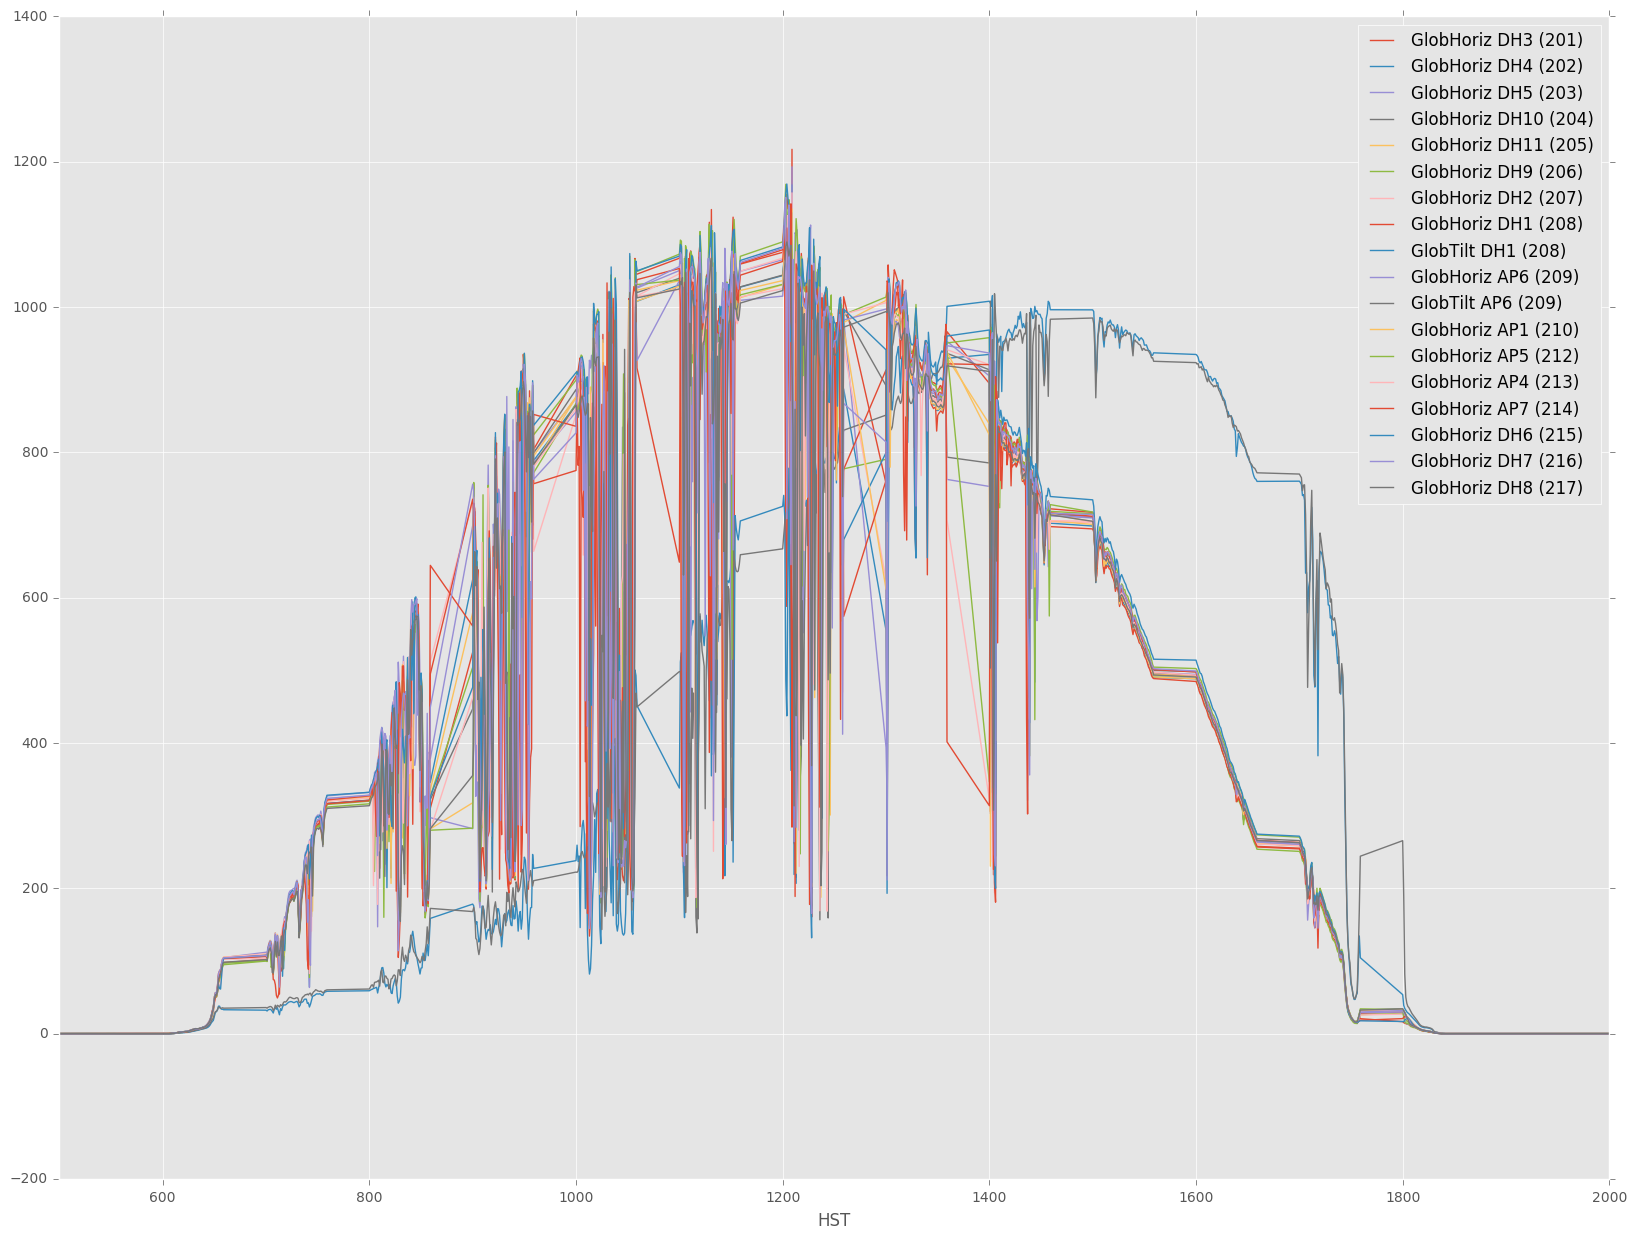 1400
1200
1000
800
600
400
200
0
−200
600
800
1000
1200
1400
1600
1800
2000
HST
GlobHoriz DH3 (201)
GlobHoriz DH4 (202)
GlobHoriz DH5 (203)
GlobHoriz DH10 (204)
GlobHoriz DH11 (205)
GlobHoriz DH9 (206)
GlobHoriz DH2 (207)
GlobHoriz DH1 (208)
GlobTilt DH1 (208)
GlobHoriz AP6 (209)
GlobTilt AP6 (209)
GlobHoriz AP1 (210)
GlobHoriz AP5 (212)
GlobHoriz AP4 (213)
GlobHoriz AP7 (214)
GlobHoriz DH6 (215)
GlobHoriz DH7 (216)
GlobHoriz DH8 (217)